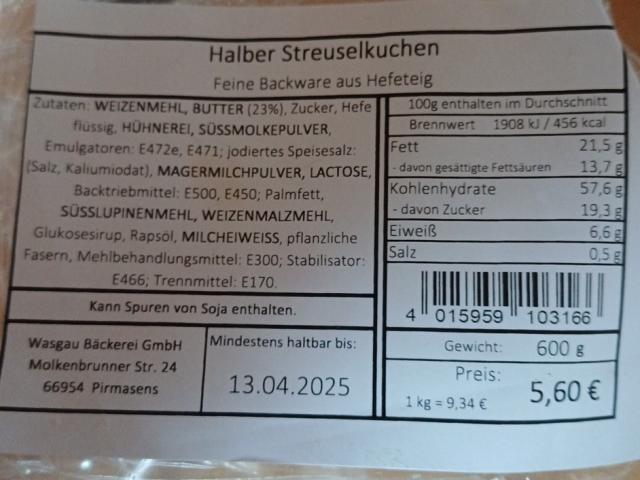 Halber Streuselkuchen
Feine Backware aus Hefeteig
Zutaten: WEIZENMEHL, BUTTER (23%), Zucker, Hefe
flüssig, HÜHNEREI, SÜSSMOLKEPULVER,
Emulgatoren: E472e, E471; jodiertes Speisesalz:
(Salz, Kaliumiodat), MAGERMILCHPULVER, LACTOSE,
Backtriebmittel: E500, E450; Palmfett,
SÜSSLUPINENMEHL, WEIZENMALZMEHL,
Glukosesirup, Rapsöl, MILCHEIWEISS, pflanzliche
Fasern, Mehlbehandlungsmittel: E300; Stabilisator:
E466; Trennmittel: E170.
Kann Spuren von Soja enthalten.
Wasgau Bäckerei GmbH
Molkenbrunner Str. 24
66954 Pirmasens
Mindestens haltbar bis:
13.04.2025
100g enthalten im Durchschnitt
Brennwert 1908 kJ / 456 kcal
Fett 21,5 g
- davon gesättigte Fettsäuren 13,7 g
Kohlenhydrate 57,6 g
- davon Zucker 19,3 g
Eiweiß 6,6 g
Salz 0,5 g
4 015959 103166
Gewicht: 600 g
Preis:
1 kg = 9,34 € 5,60 €